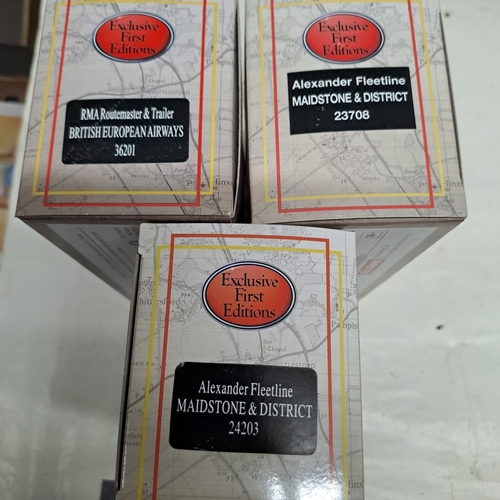 Exclusive
First
Editions
RMA Routemaster & Trailer
BRITISH EUROPEAN AIRWAYS
36201
Exclusive
First
Editions
Alexander Fleetline
MAIDSTONE & DISTRICT
23708
Exclusive
First
Editions
Alexander Fleetline
MAIDSTONE & DISTRICT
24203